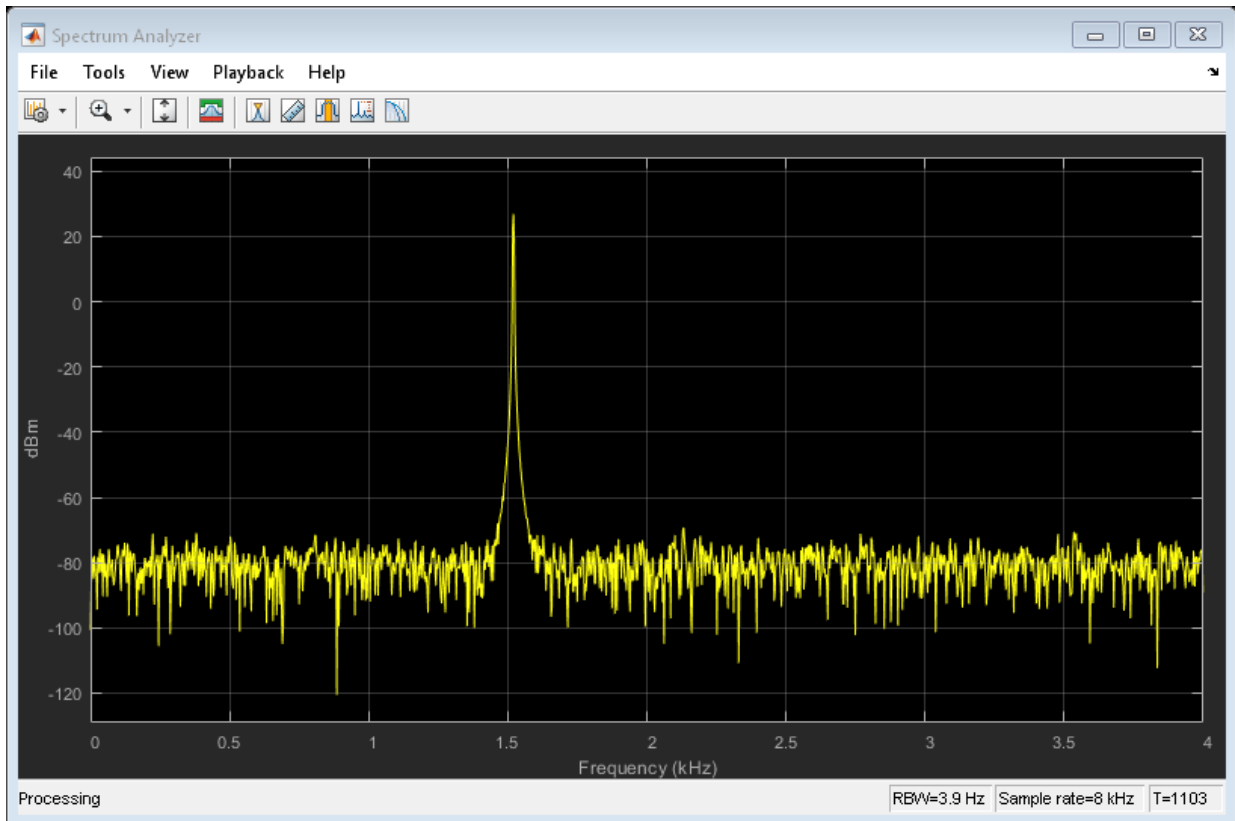 Spectrum Analyzer
File Tools View Playback Help
40
20
0
-20
-40
-60
-80
-100
-120
dBm
0 0.5 1 1.5 2 2.5 3 3.5 4
Frequency (kHz)
Processing RBW=3.9 Hz Sample rate=8 kHz T=1103